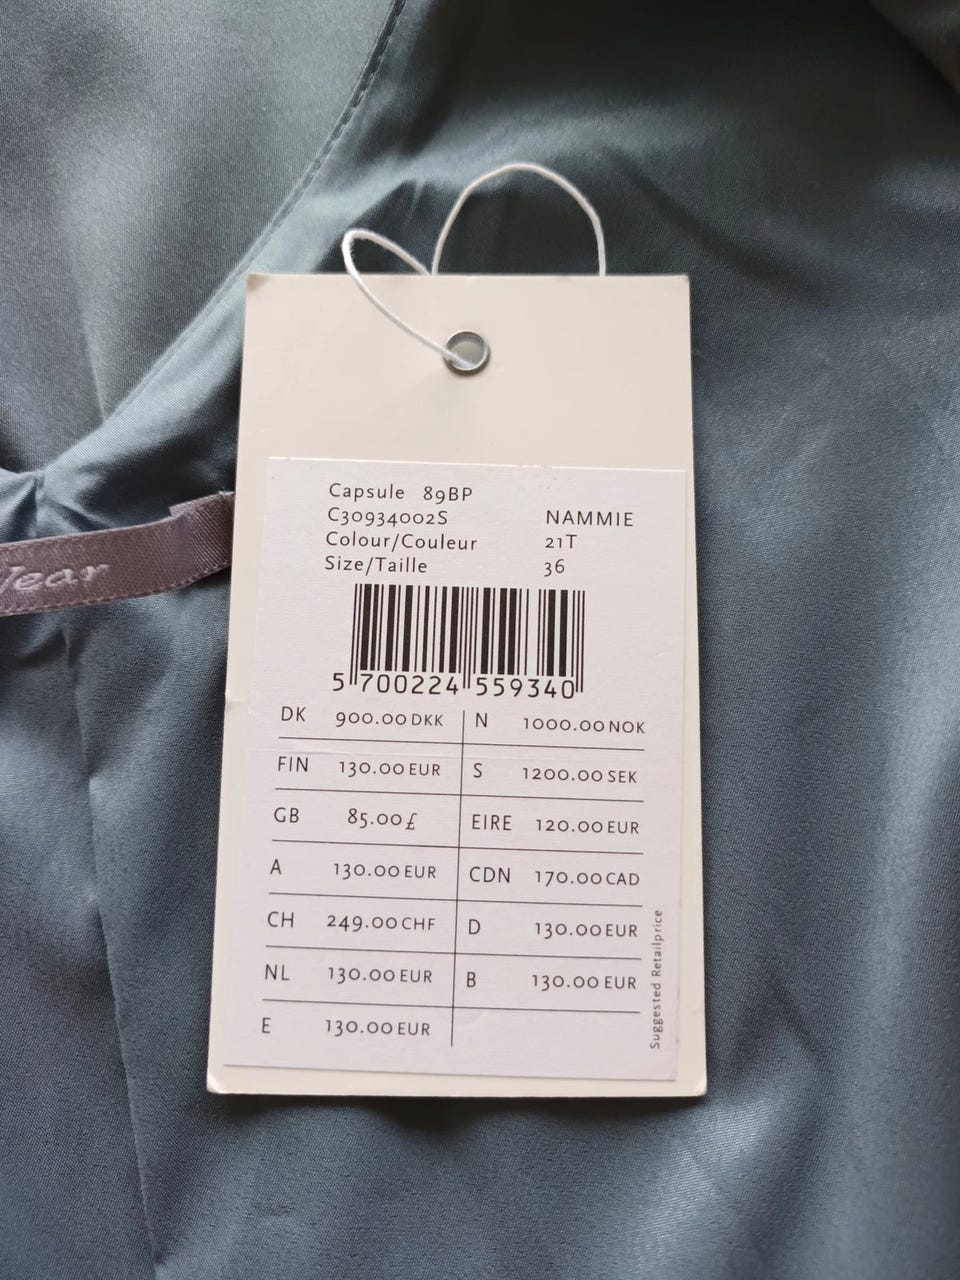 Capsule 89BP
C30934002S NAMMIE
Colour/Couleur 21T
Size/Taille 36
5 700224 559340
DK 900.00 DKK N 1000.00 NOK
FIN 130.00 EUR S 1200.00 SEK
GB 85.00 £ EIRE 120.00 EUR
A 130.00 EUR CDN 170.00 CAD
CH 249.00 CHF D 130.00 EUR
NL 130.00 EUR B 130.00 EUR
E 130.00 EUR
Suggested Retailprice